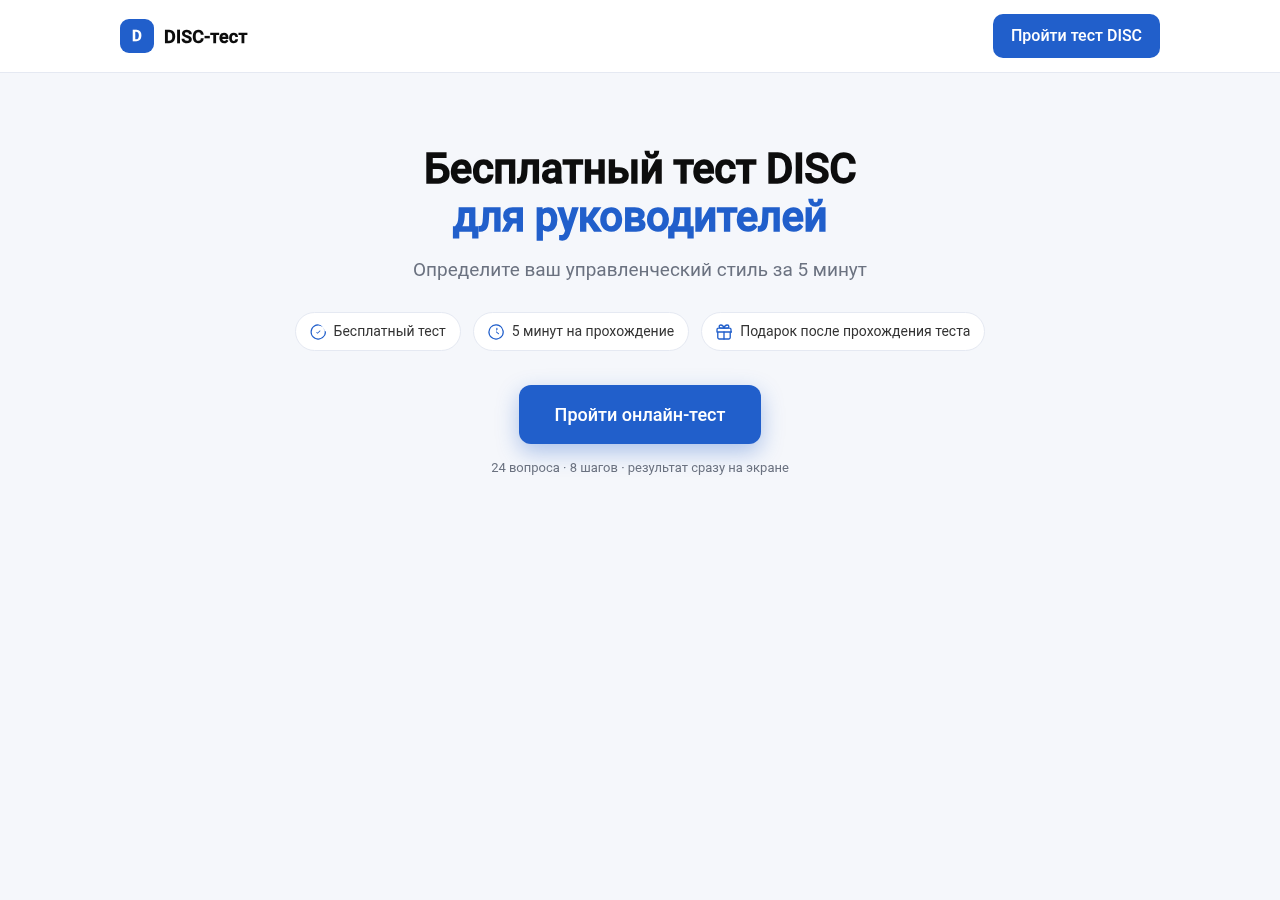 D
DISC-тест
Пройти тест DISC
Бесплатный тест DISC
для руководителей
Определите ваш управленческий стиль за 5 минут
Бесплатный тест
5 минут на прохождение
Подарок после прохождения теста
Пройти онлайн-тест
24 вопроса · 8 шагов · результат сразу на экране